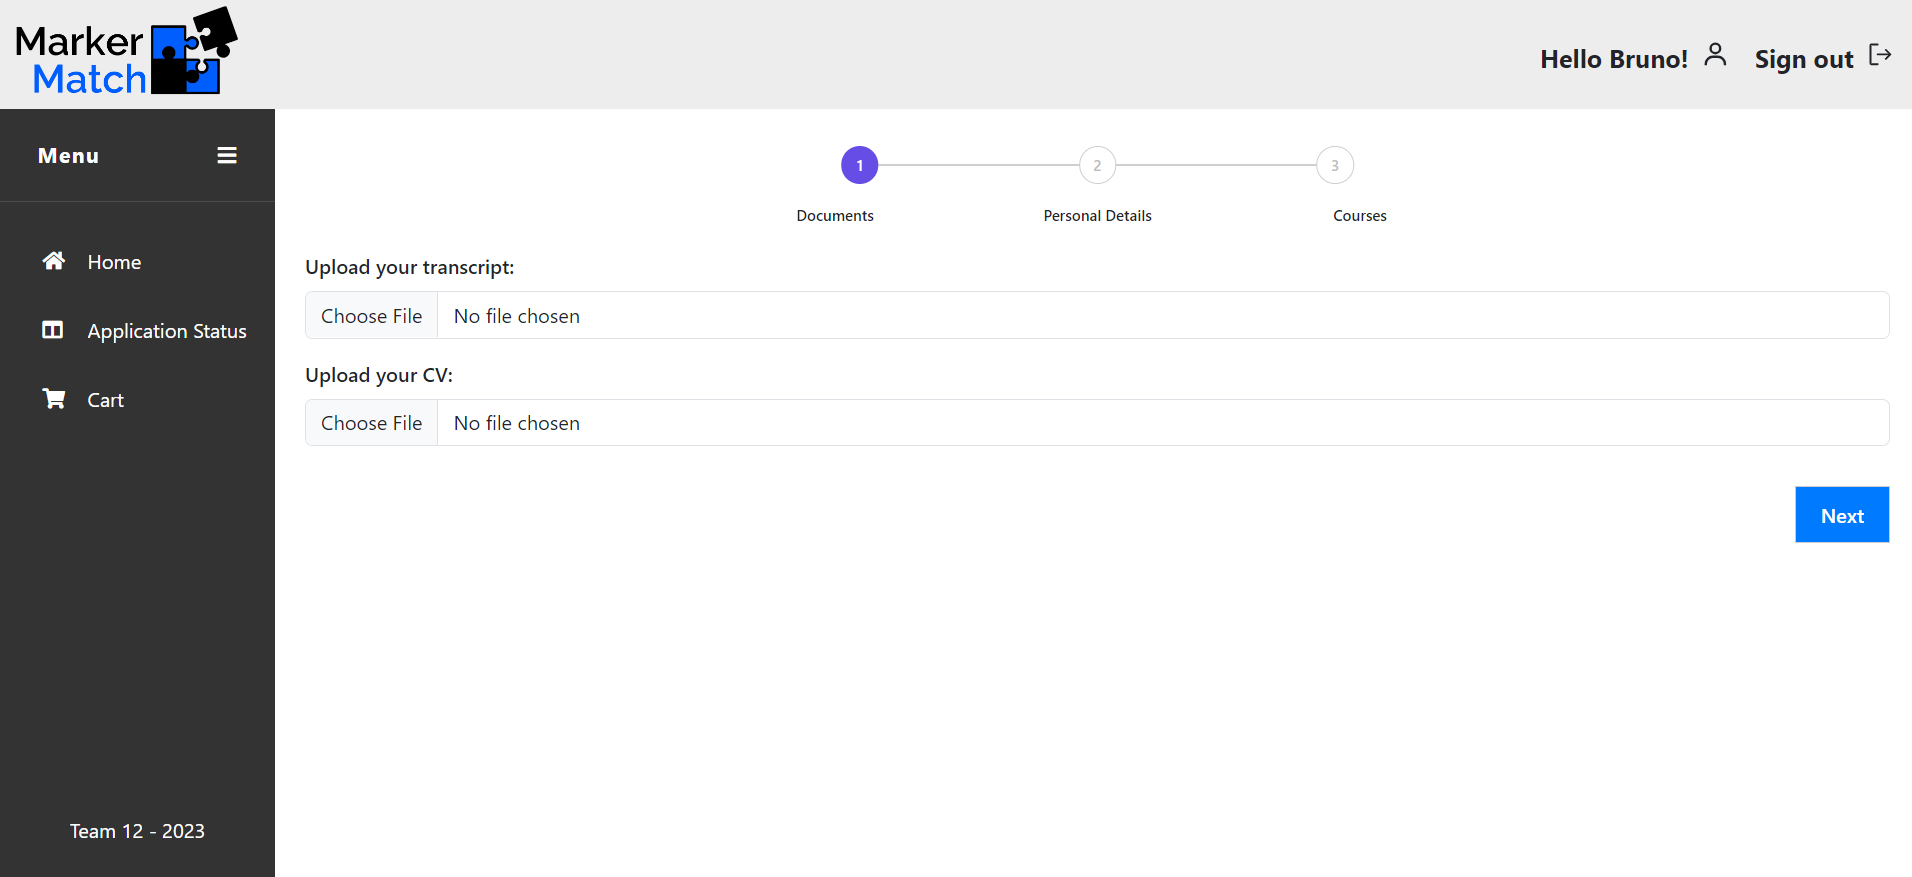 Marker
Match
Hello Bruno!
Sign out
Menu
Home
Application Status
Cart
Team 12 - 2023
1
2
3
Documents
Personal Details
Courses
Upload your transcript:
Choose File
No file chosen
Upload your CV:
Choose File
No file chosen
Next